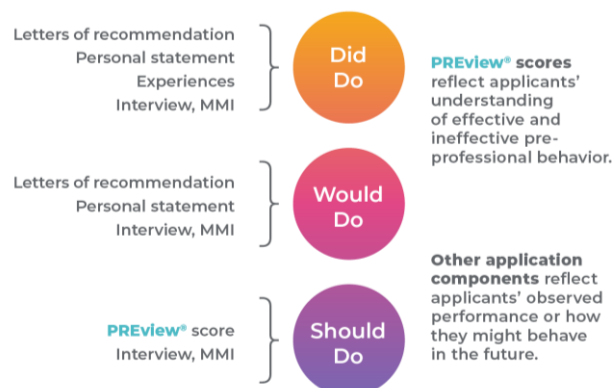 Letters of recommendation
Personal statement
Experiences
Interview, MMI
Did
Do
PREview® scores
reflect applicants’
understanding
of effective and
ineffective pre-
professional behavior.
Letters of recommendation
Personal statement
Interview, MMI
Would
Do
Other application
components reflect
applicants’ observed
performance or how
they might behave
in the future.
PREview® score
Interview, MMI
Should
Do